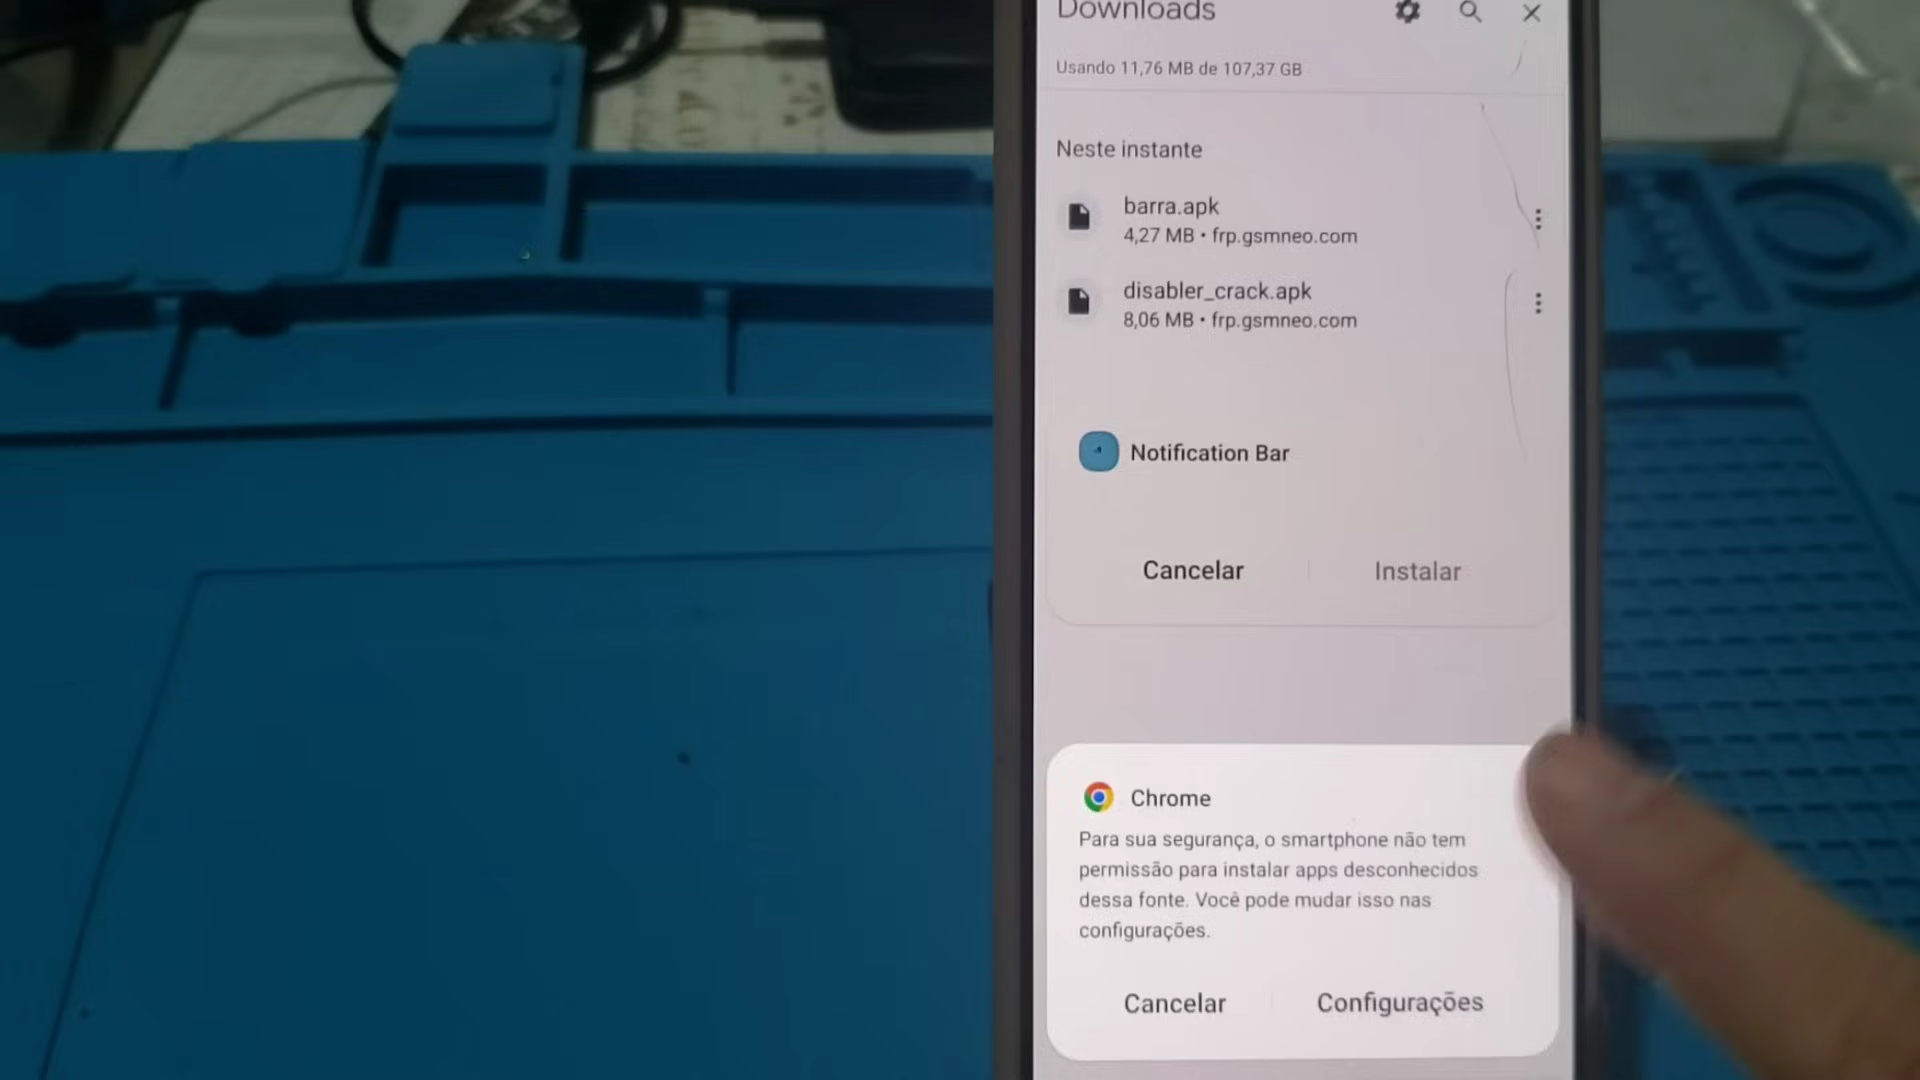 Downloads
Usando 11,76 MB de 107,37 GB
Neste instante
barra.apk
4,27 MB • frp.gsmneo.com
disabler_crack.apk
8,06 MB • frp.gsmneo.com
Notification Bar
Cancelar
Instalar
Chrome
Para sua segurança, o smartphone não tem
permissão para instalar apps desconhecidos
dessa fonte. Você pode mudar isso nas
configurações.
Cancelar
Configurações